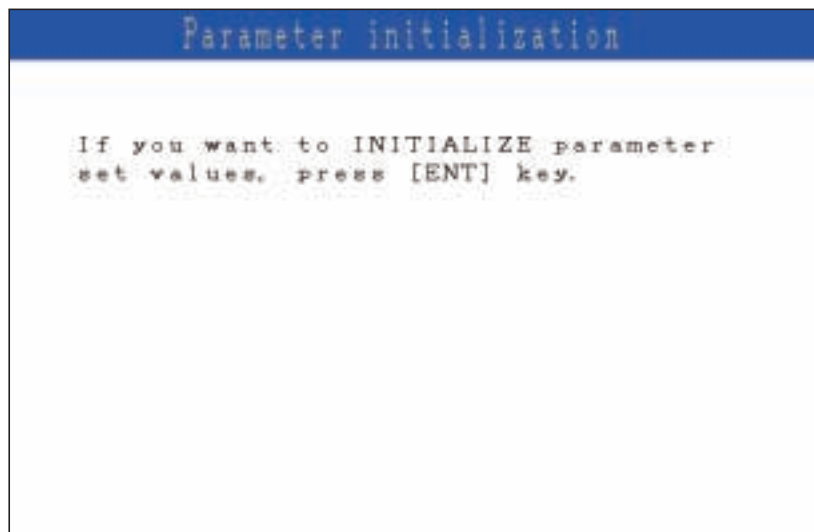 Parameter initialization
If you want to INITIALIZE parameter
set values, press [ENT] key.